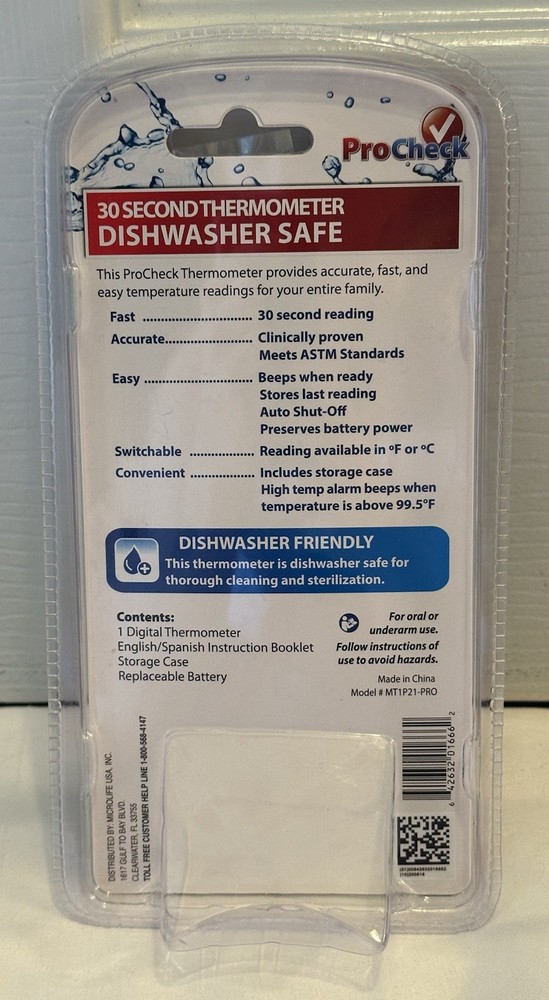 ProCheck
30 SECOND THERMOMETER
DISHWASHER SAFE
This ProCheck Thermometer provides accurate, fast, and
easy temperature readings for your entire family.
Fast .............................. 30 second reading
Accurate........................ Clinically proven
Meets ASTM Standards
Easy .............................. Beeps when ready
Stores last reading
Auto Shut-Off
Preserves battery power
Switchable .................. Reading available in ºF or ºC
Convenient .................. Includes storage case
High temp alarm beeps when
temperature is above 99.5°F
DISHWASHER FRIENDLY
This thermometer is dishwasher safe for
thorough cleaning and sterilization.
Contents:
1 Digital Thermometer
English/Spanish Instruction Booklet
Storage Case
Replaceable Battery
For oral or
underarm use.
Follow instructions of
use to avoid hazards.
Made in China
Model # MT1P21-PRO
DISTRIBUTED BY: MICROLIFE USA, INC.
1617 GULF TO BAY BLVD.
CLEARWATER, FL 33755
TOLL FREE CUSTOMER HELP LINE 1-800-568-4147
6 42632 01666 2